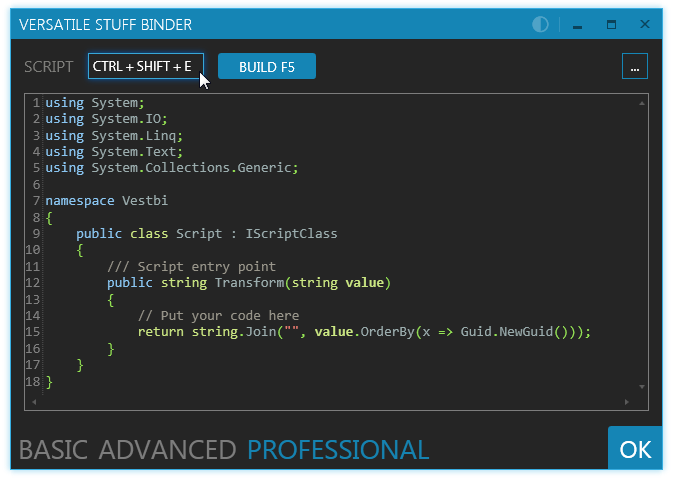 VERSATILE STUFF BINDER
SCRIPT CTRL + SHIFT + E BUILD F5 ...
1 using System;
2 using System.IO;
3 using System.Linq;
4 using System.Text;
5 using System.Collections.Generic;
6
7 namespace Vestbi
8 {
9     public class Script : IScriptClass
10     {
11         /// Script entry point
12         public string Transform(string value)
13         {
14             // Put your code here
15             return string.Join("", value.OrderBy(x => Guid.NewGuid()));
16         }
17     }
18 }
BASIC ADVANCED PROFESSIONAL OK